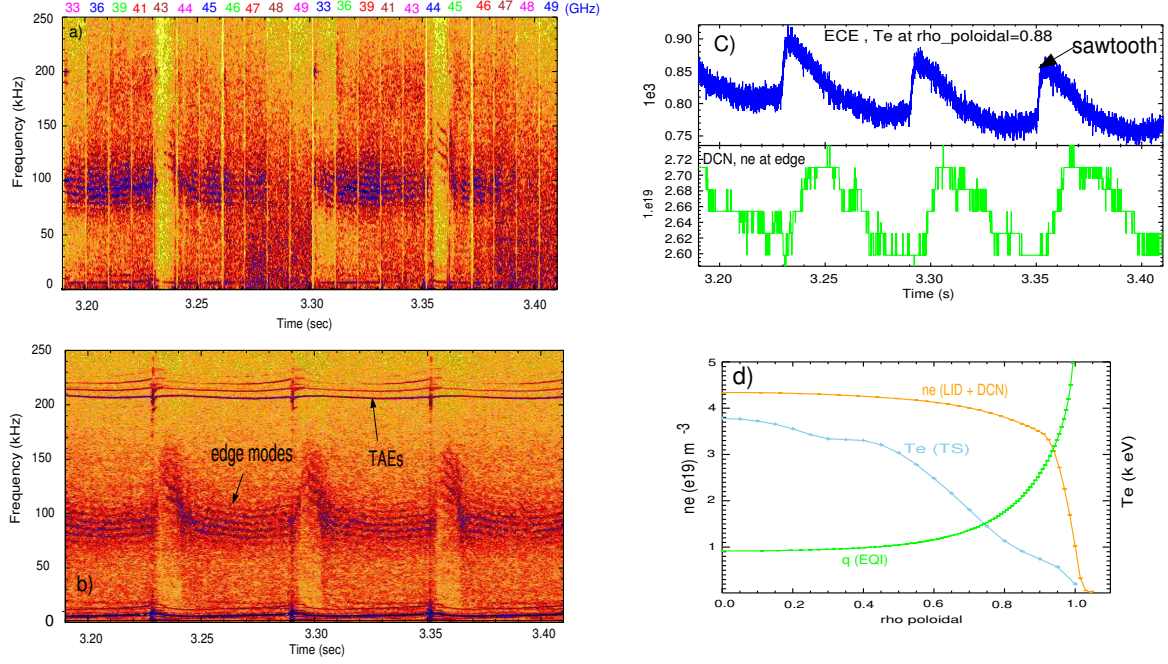 33 36 39 41 43 44 45 46 47 48 49 33 36 39 41 43 44 45 46 47 48 49 (GHz)
a)
Frequency (kHz)
250
200
150
100
50
0
3.20 3.25 3.30 3.35 3.40
Time (sec)
b)
Frequency (kHz)
250
200
150
100
50
0
edge modes
TAEs
3.20 3.25 3.30 3.35 3.40
Time (sec)
C)
ECE , Te at rho_poloidal=0.88
sawtooth
1e3
0.90
0.85
0.80
0.75
DCN, ne at edge
1.e19
2.72
2.70
2.68
2.66
2.64
2.62
2.60
3.20 3.25 3.30 3.35 3.40
Time (s)
d)
ne (LID + DCN)
Te (TS)
q (EQI)
ne (e19) m -3
Te (k eV)
5
4
3
2
1
0.0 0.2 0.4 0.6 0.8 1.0
rho poloidal